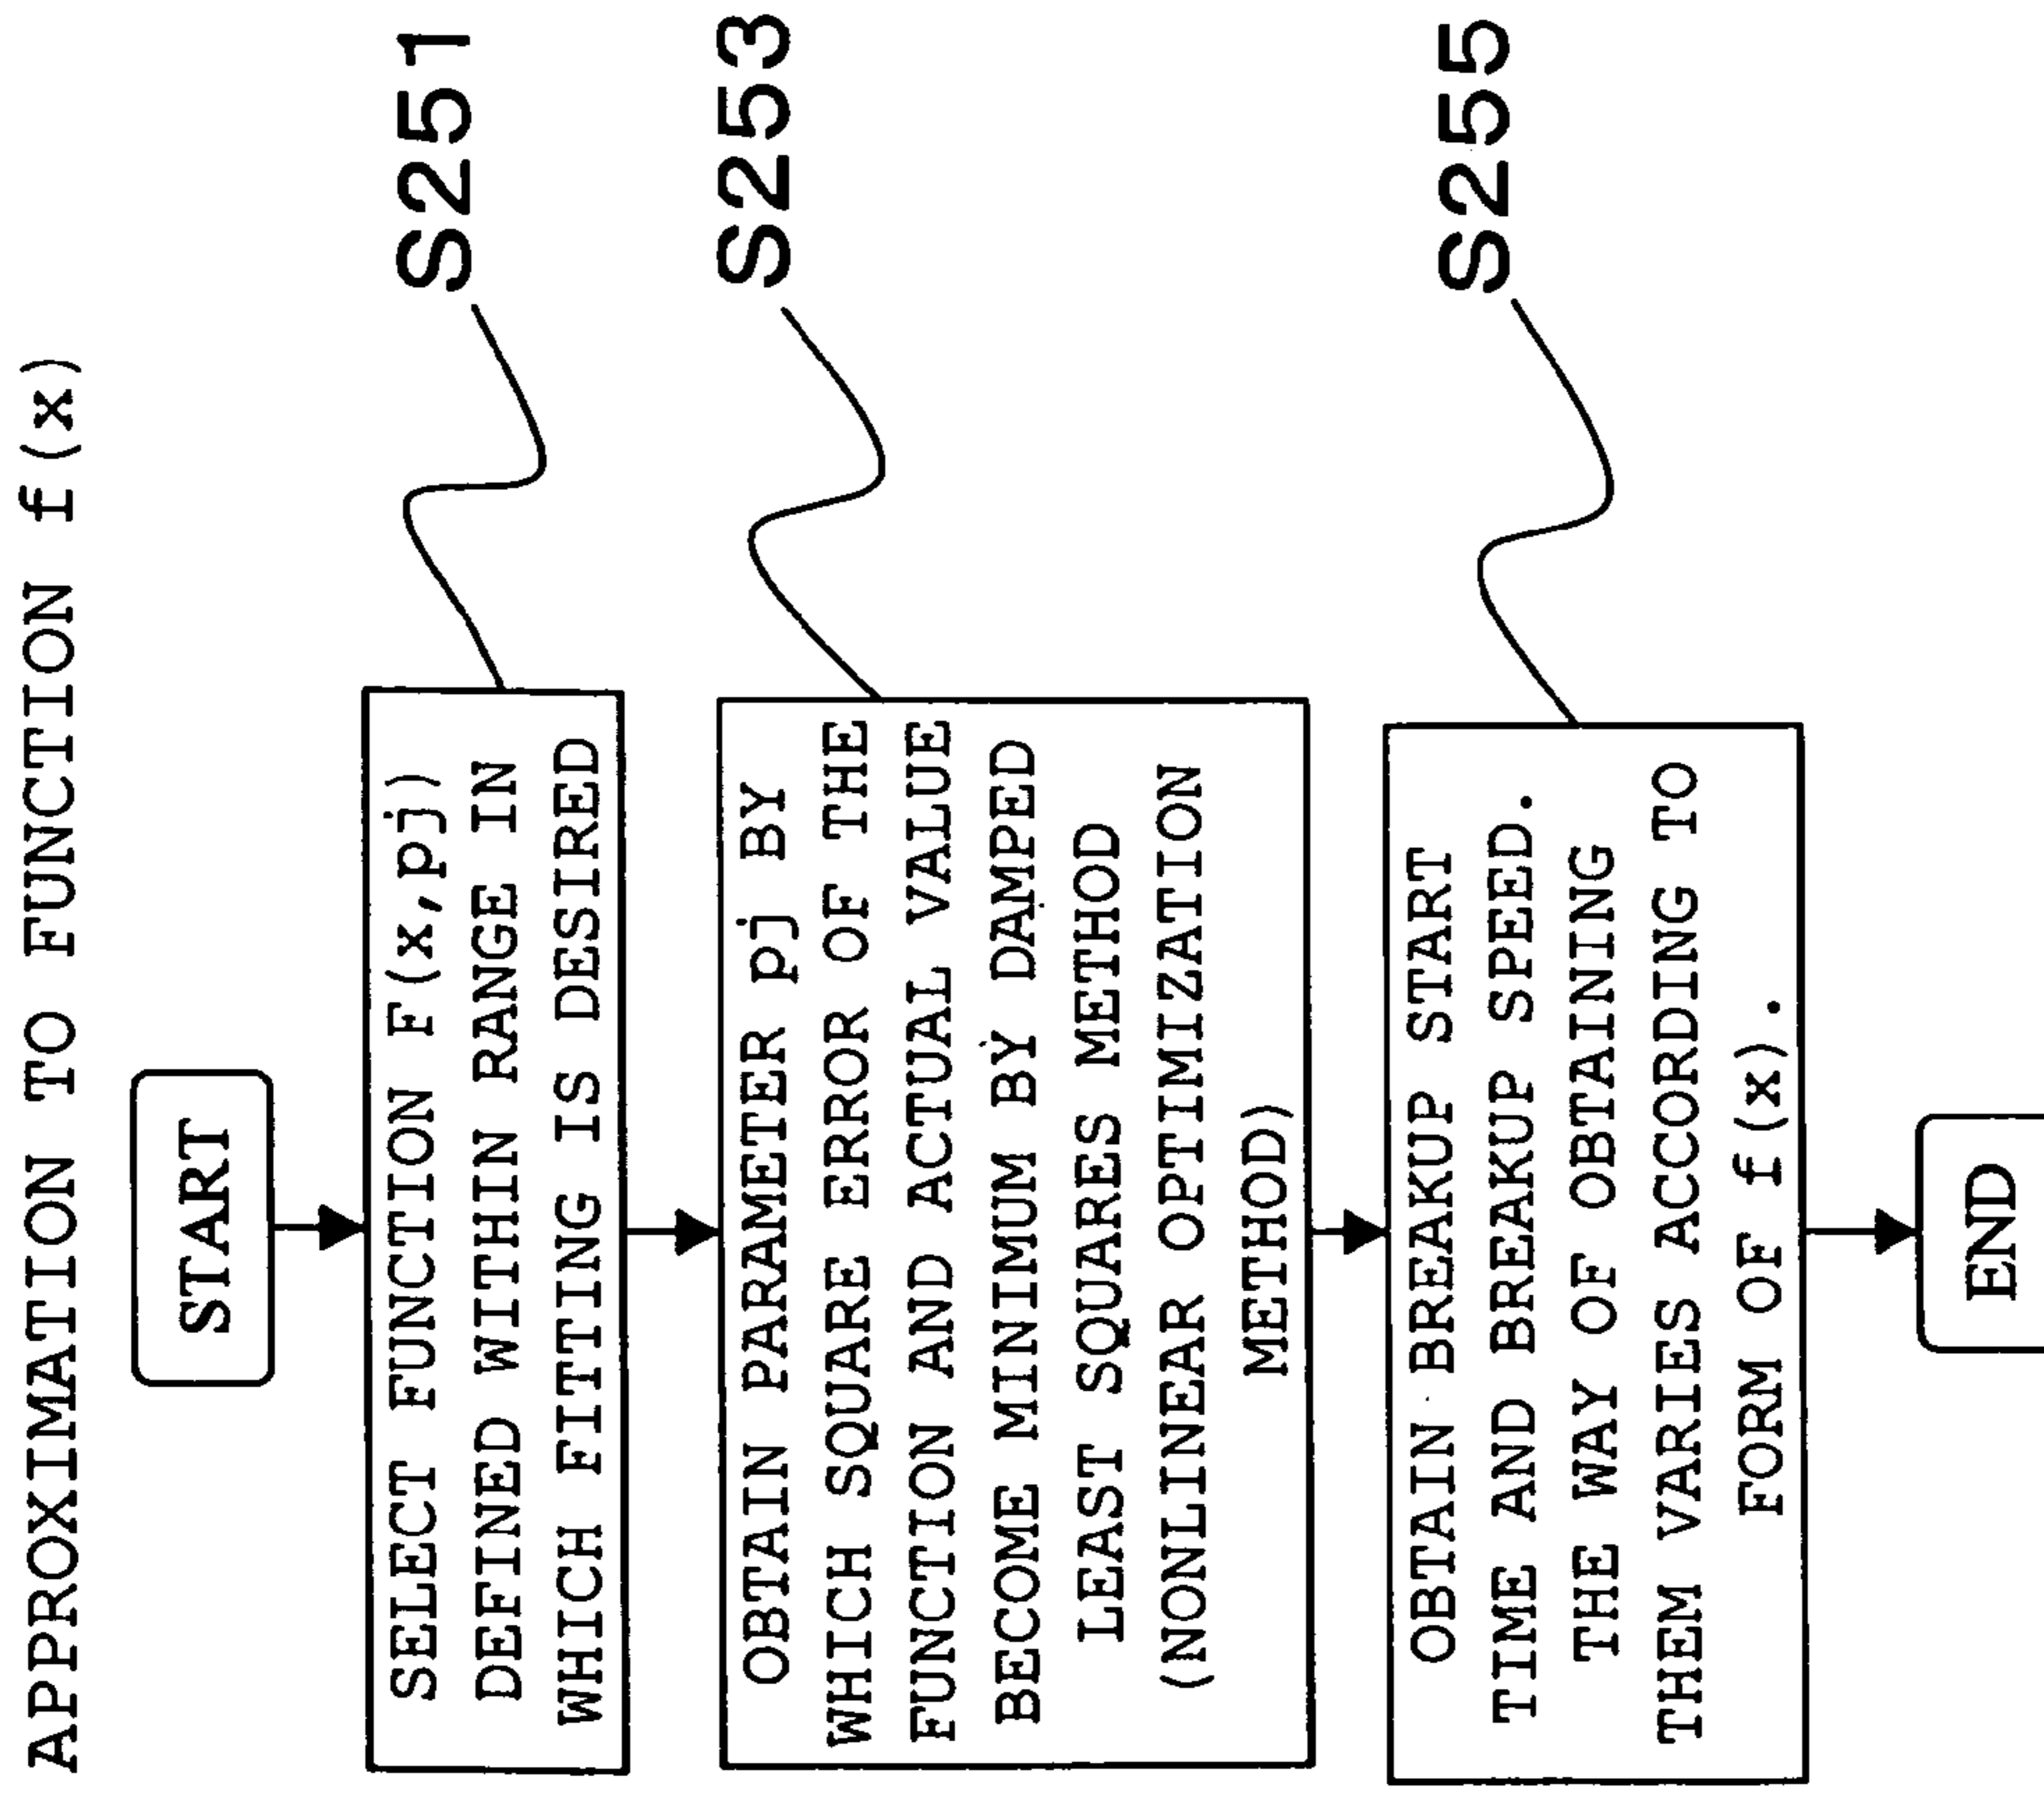 APPROXIMATION TO FUNCTION f(x)
START
SELECT FUNCTION F(x,pj)
DEFINED WITHIN RANGE IN
WHICH FITTING IS DESIRED
S251
OBTAIN PARAMETER pj BY
WHICH SQUARE ERROR OF THE
FUNCTION AND ACTUAL VALUE
BECOME MINIMUM BY DAMPED
LEAST SQUARES METHOD
(NONLINEAR OPTIMIZATION
METHOD)
S253
OBTAIN BREAKUP START
TIME AND BREAKUP SPEED.
THE WAY OF OBTAINING
THEM VARIES ACCORDING TO
FORM OF f(x).
S255
END